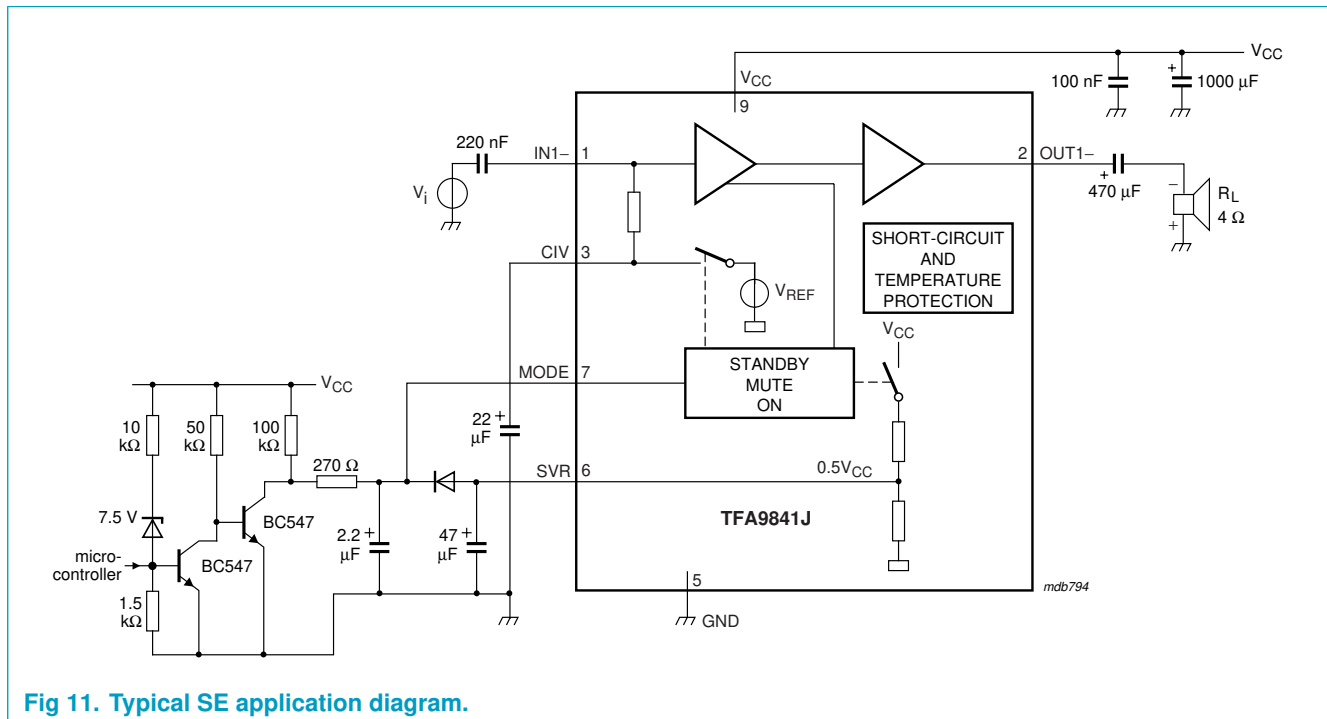 VCC
VCC
9
100 nF
+
1000 µF
220 nF
IN1−
1
2
OUT1−
Vi
+
470 µF
−
+
RL
4 Ω
SHORT-CIRCUIT
AND
TEMPERATURE
PROTECTION
CIV
3
VREF
VCC
STANDBY
MUTE
ON
MODE
7
VCC
10
kΩ
50
kΩ
100
kΩ
22
µF
+
270 Ω
SVR
6
0.5VCC
7.5 V
BC547
TFA9841J
2.2
µF
+
47
µF
+
micro-
controller
BC547
1.5
kΩ
5
GND
mdb794
Fig 11. Typical SE application diagram.